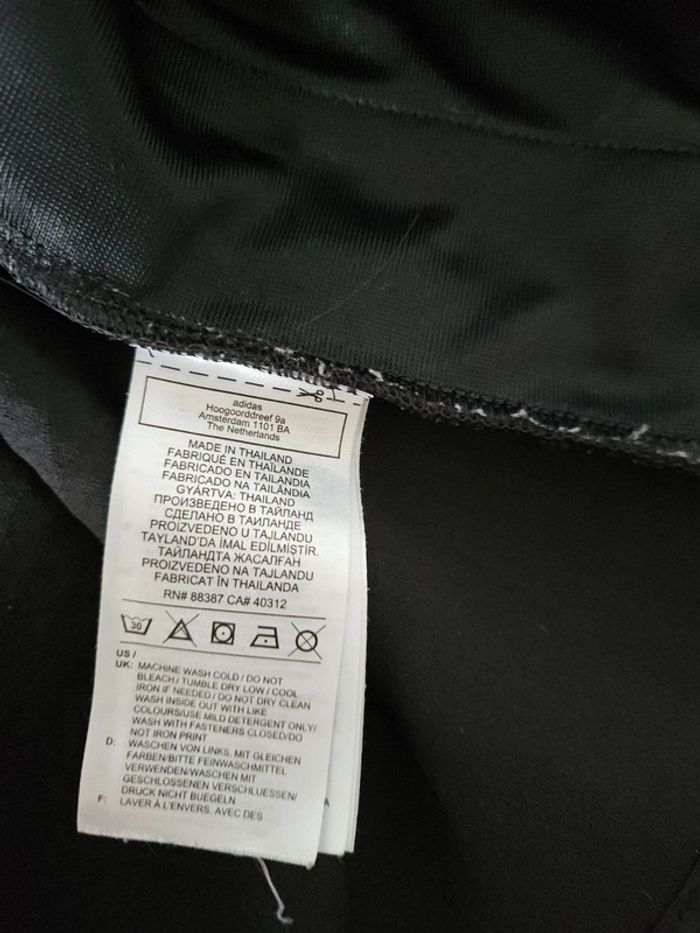 adidas
Hoogoorddreef 9a
Amsterdam 1101 BA
The Netherlands
MADE IN THAILAND
FABRIQUÉ EN THAÏLANDE
FABRICADO EN TAILANDIA
FABRICADO NA TAILÂNDIA
GYÁRTVA: THAILAND
ПРОИЗВЕДЕНО В ТАЙЛАНД
СДЕЛАНО В ТАИЛАНДЕ
PROIZVEDENO U TAJLANDU
TAYLAND'DA İMAL EDİLMİŞTİR.
ТАЙЛАНДТА ЖАСАЛҒАН
PROIZVEDENO NA TAJLANDU
FABRICAT ÎN THAILANDA
RN# 88387 CA# 40312
30
US /
UK: MACHINE WASH COLD / DO NOT
BLEACH / TUMBLE DRY LOW / COOL
IRON IF NEEDED / DO NOT DRY CLEAN
WASH INSIDE OUT WITH LIKE
COLOURS/USE MILD DETERGENT ONLY/
WASH WITH FASTENERS CLOSED/DO
NOT IRON PRINT
D: WASCHEN VON LINKS, MIT GLEICHEN
FARBEN/BITTE FEINWASCHMITTEL
VERWENDEN/WASCHEN MIT
GESCHLOSSENEN VERSCHLUESSEN/
DRUCK NICHT BUEGELN
F: LAVER À L'ENVERS, AVEC DES
A